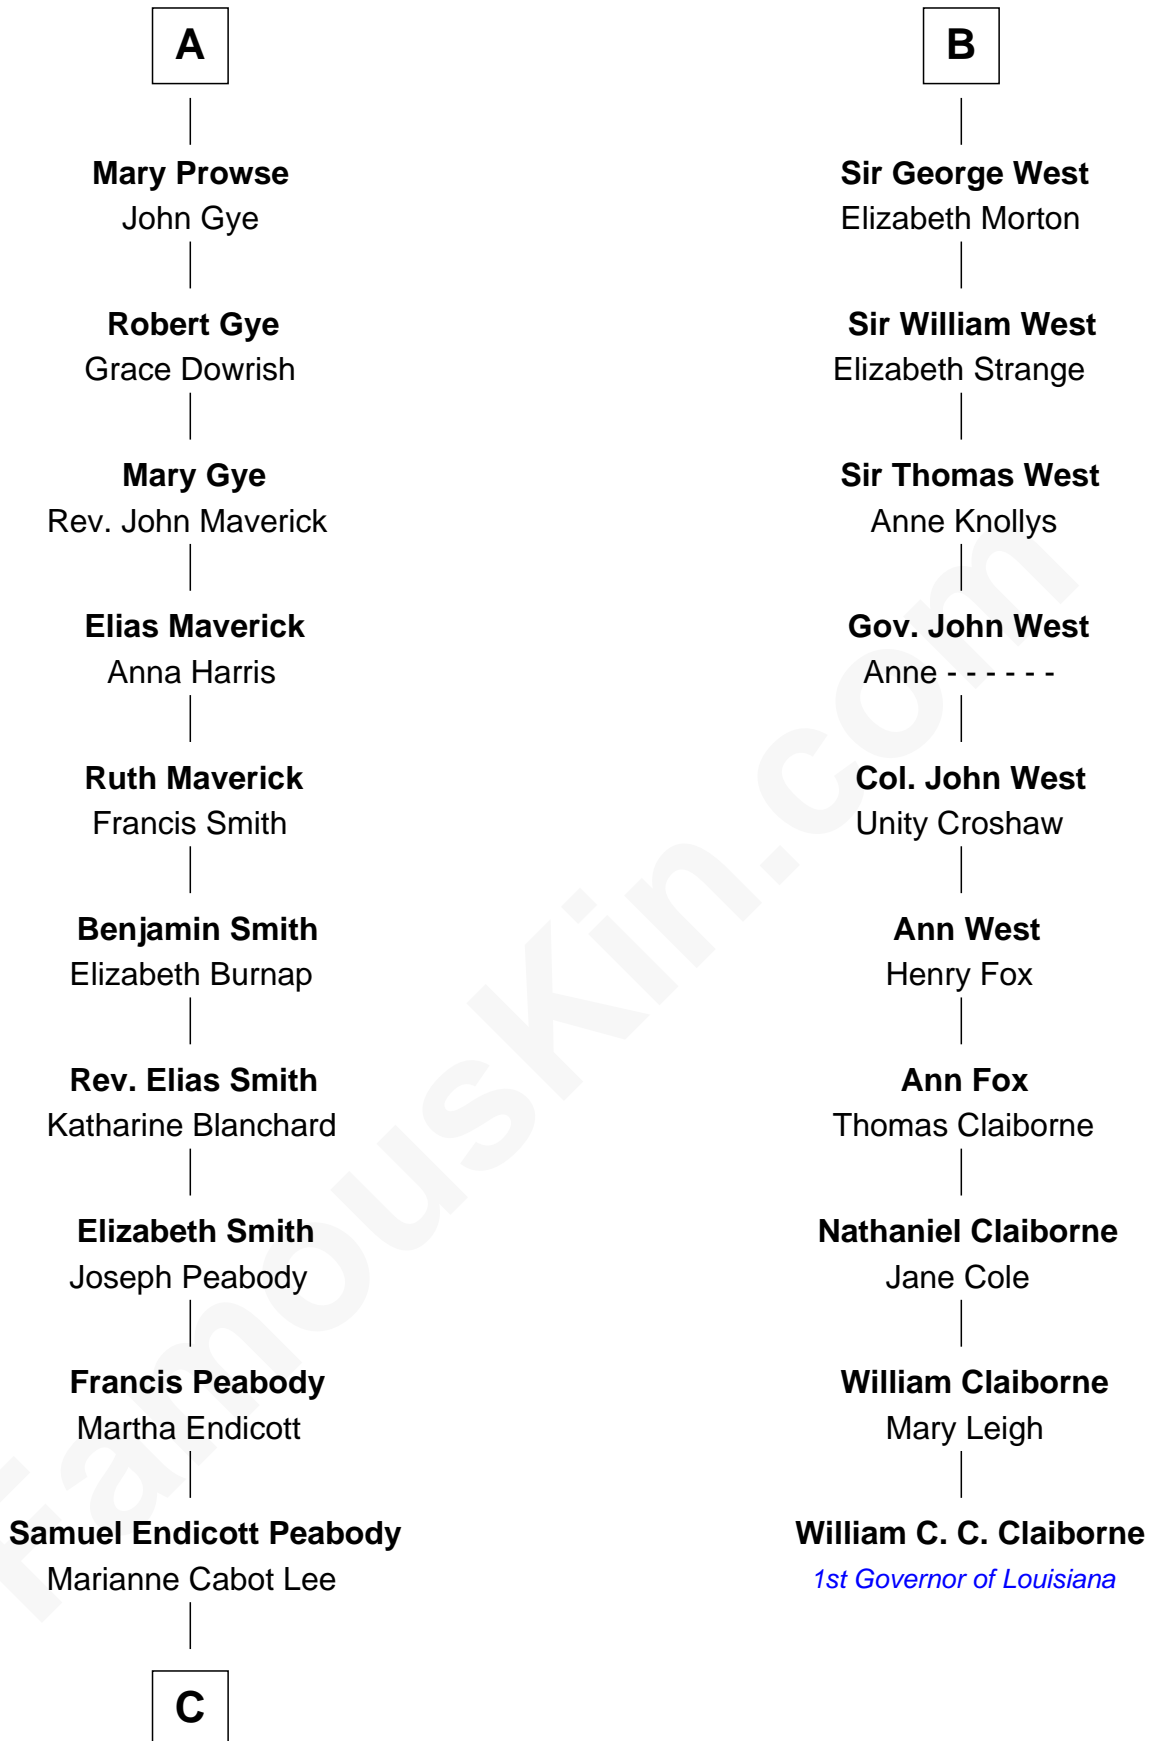 A
Mary Prowse
John Gye
Robert Gye
Grace Dowrish
Mary Gye
Rev. John Maverick
Elias Maverick
Anna Harris
Ruth Maverick
Francis Smith
Benjamin Smith
Elizabeth Burnap
Rev. Elias Smith
Katharine Blanchard
Elizabeth Smith
Joseph Peabody
Francis Peabody
Martha Endicott
Samuel Endicott Peabody
Marianne Cabot Lee
C
B
Sir George West
Elizabeth Morton
Sir William West
Elizabeth Strange
Sir Thomas West
Anne Knollys
Gov. John West
Anne - - - - - -
Col. John West
Unity Croshaw
Ann West
Henry Fox
Ann Fox
Thomas Claiborne
Nathaniel Claiborne
Jane Cole
William Claiborne
Mary Leigh
William C. C. Claiborne
1st Governor of Louisiana
FamousKin.com